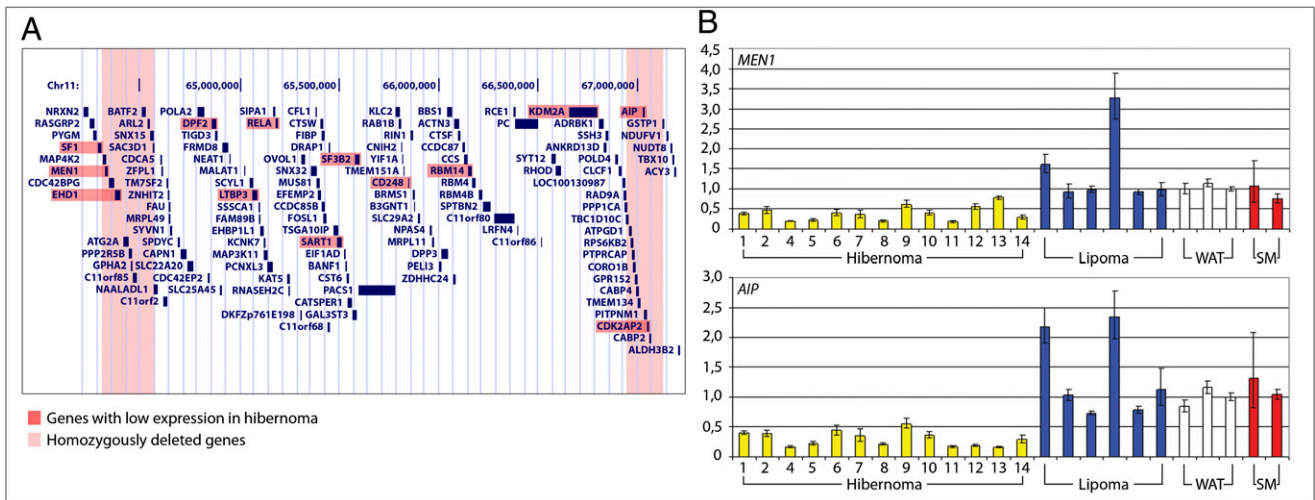 A
Chr11: 65,000,000 65,500,000 66,000,000 66,500,000 67,000,000
NRXN2 BATF2 POLA2 SIPA1 CFL1 KLC2 BBS1 RCE1 KDM2A AIP
RASGRP2 ARL2 DPF2 RELA CTSW RAB1B ACTN3 PC ADRBK1 GSTP1
PYGM SNX15 TIGD3 FIBP RIN1 CTSF SSH3 NDUFV1
SF1 SAC3D1 FRMD8 DRAP1 CNIH2 CCDC87 ANKRD13D NUDT8
MAP4K2 CDCA5 NEAT1 OVOL1 SF3B2 YIF1A CCS SYT12 POLD4 TBX10
MEN1 ZFPL1 MALAT1 SNX32 TMEM151A RBM14 RHOD CLCF1 ACY3
CDC42BPG TM7SF2 SCYL1 MUS81 CD248 RBM4 LOC100130987
EHD1 ZNHIT2 LTBP3 EFEMP2 BRMS1 RBM4B RAD9A
FAU SSSCA1 CCDC85B B3GNT1 SPTBN2 PPP1CA
MRPL49 FAM89B FOSL1 SLC29A2 C11orf80 TBC1D10C
SYVN1 EHBP1L1 TSGA10IP NPAS4 LRFN4 ATPGD1
ATG2A SPDYC KCNK7 SART1 MRPL11 C11orf86 RPS6KB2
PPP2R5B CAPN1 MAP3K11 EIF1AD DPP3 PTPRCAP
GPHA2 SLC22A20 PCNXL3 BANF1 PELI3 CORO1B
C11orf85 CDC42EP2 KAT5 CST6 ZDHHC24 GPR152
NAALADL1 SLC25A45 RNASEH2C PACS1 CABP4
C11orf2 CATSPER1 TMEM134
DKFZp761E198 GAL3ST3 PITPNM1
C11orf68 CDK2AP2
CABP2
ALDH3B2
Genes with low expression in hibernoma
Homozygously deleted genes
B
MEN1
4,5
4,0
3,5
3,0
2,5
2,0
1,5
1,0
0,5
0
1 2 4 5 6 7 8 9 10 11 12 13 14
Hibernoma Lipoma WAT SM
AIP
3,0
2,5
2,0
1,5
1,0
0,5
0
1 2 4 5 6 7 8 9 10 11 12 13 14
Hibernoma Lipoma WAT SM